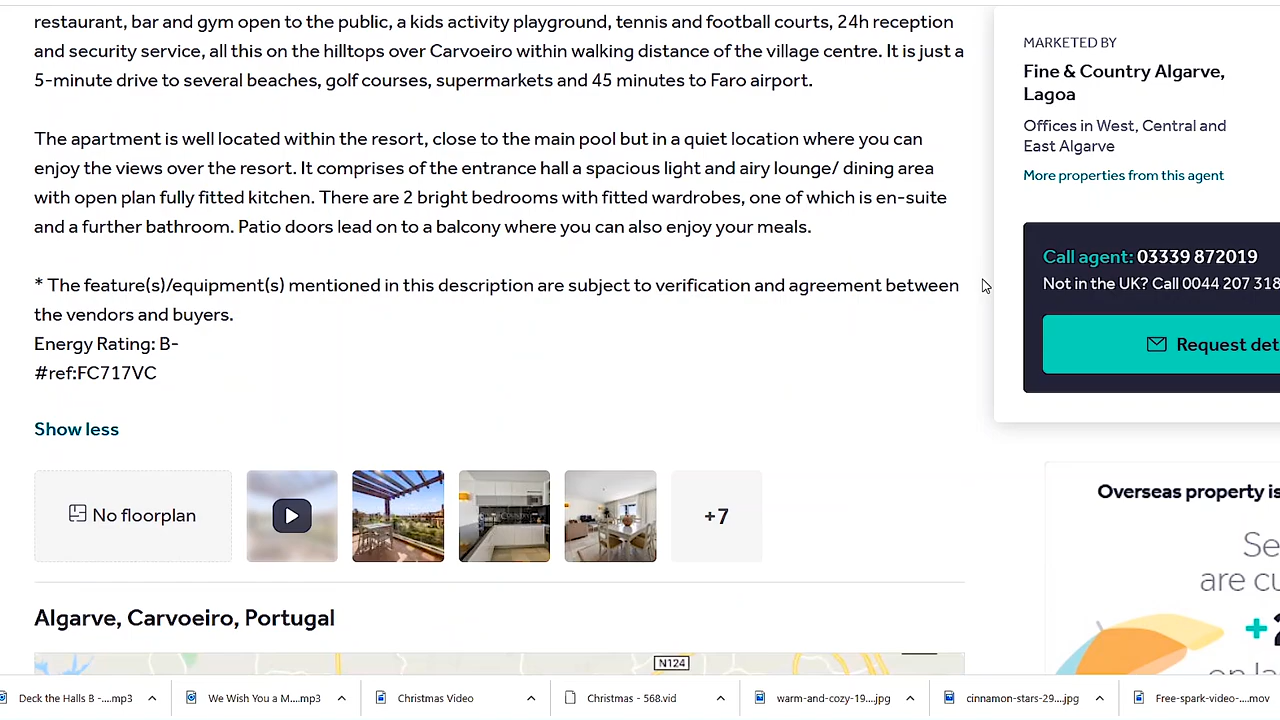 restaurant, bar and gym open to the public, a kids activity playground, tennis and football courts, 24h reception
and security service, all this on the hilltops over Carvoeiro within walking distance of the village centre. It is just a
5-minute drive to several beaches, golf courses, supermarkets and 45 minutes to Faro airport.
The apartment is well located within the resort, close to the main pool but in a quiet location where you can
enjoy the views over the resort. It comprises of the entrance hall a spacious light and airy lounge/ dining area
with open plan fully fitted kitchen. There are 2 bright bedrooms with fitted wardrobes, one of which is en-suite
and a further bathroom. Patio doors lead on to a balcony where you can also enjoy your meals.
* The feature(s)/equipment(s) mentioned in this description are subject to verification and agreement between
the vendors and buyers.
Energy Rating: B-
#ref:FC717VC
Show less
No floorplan
+7
Algarve, Carvoeiro, Portugal
N124
MARKETED BY
Fine & Country Algarve,
Lagoa
Offices in West, Central and
East Algarve
More properties from this agent
Call agent: 03339 872019
Not in the UK? Call 0044 207 318
Request det
Overseas property is
Se
are cu
+2
on la
Deck the Halls B -....mp3
We Wish You a M....mp3
Christmas Video
Christmas - 568.vid
warm-and-cozy-19....jpg
cinnamon-stars-29....jpg
Free-spark-video-....mov